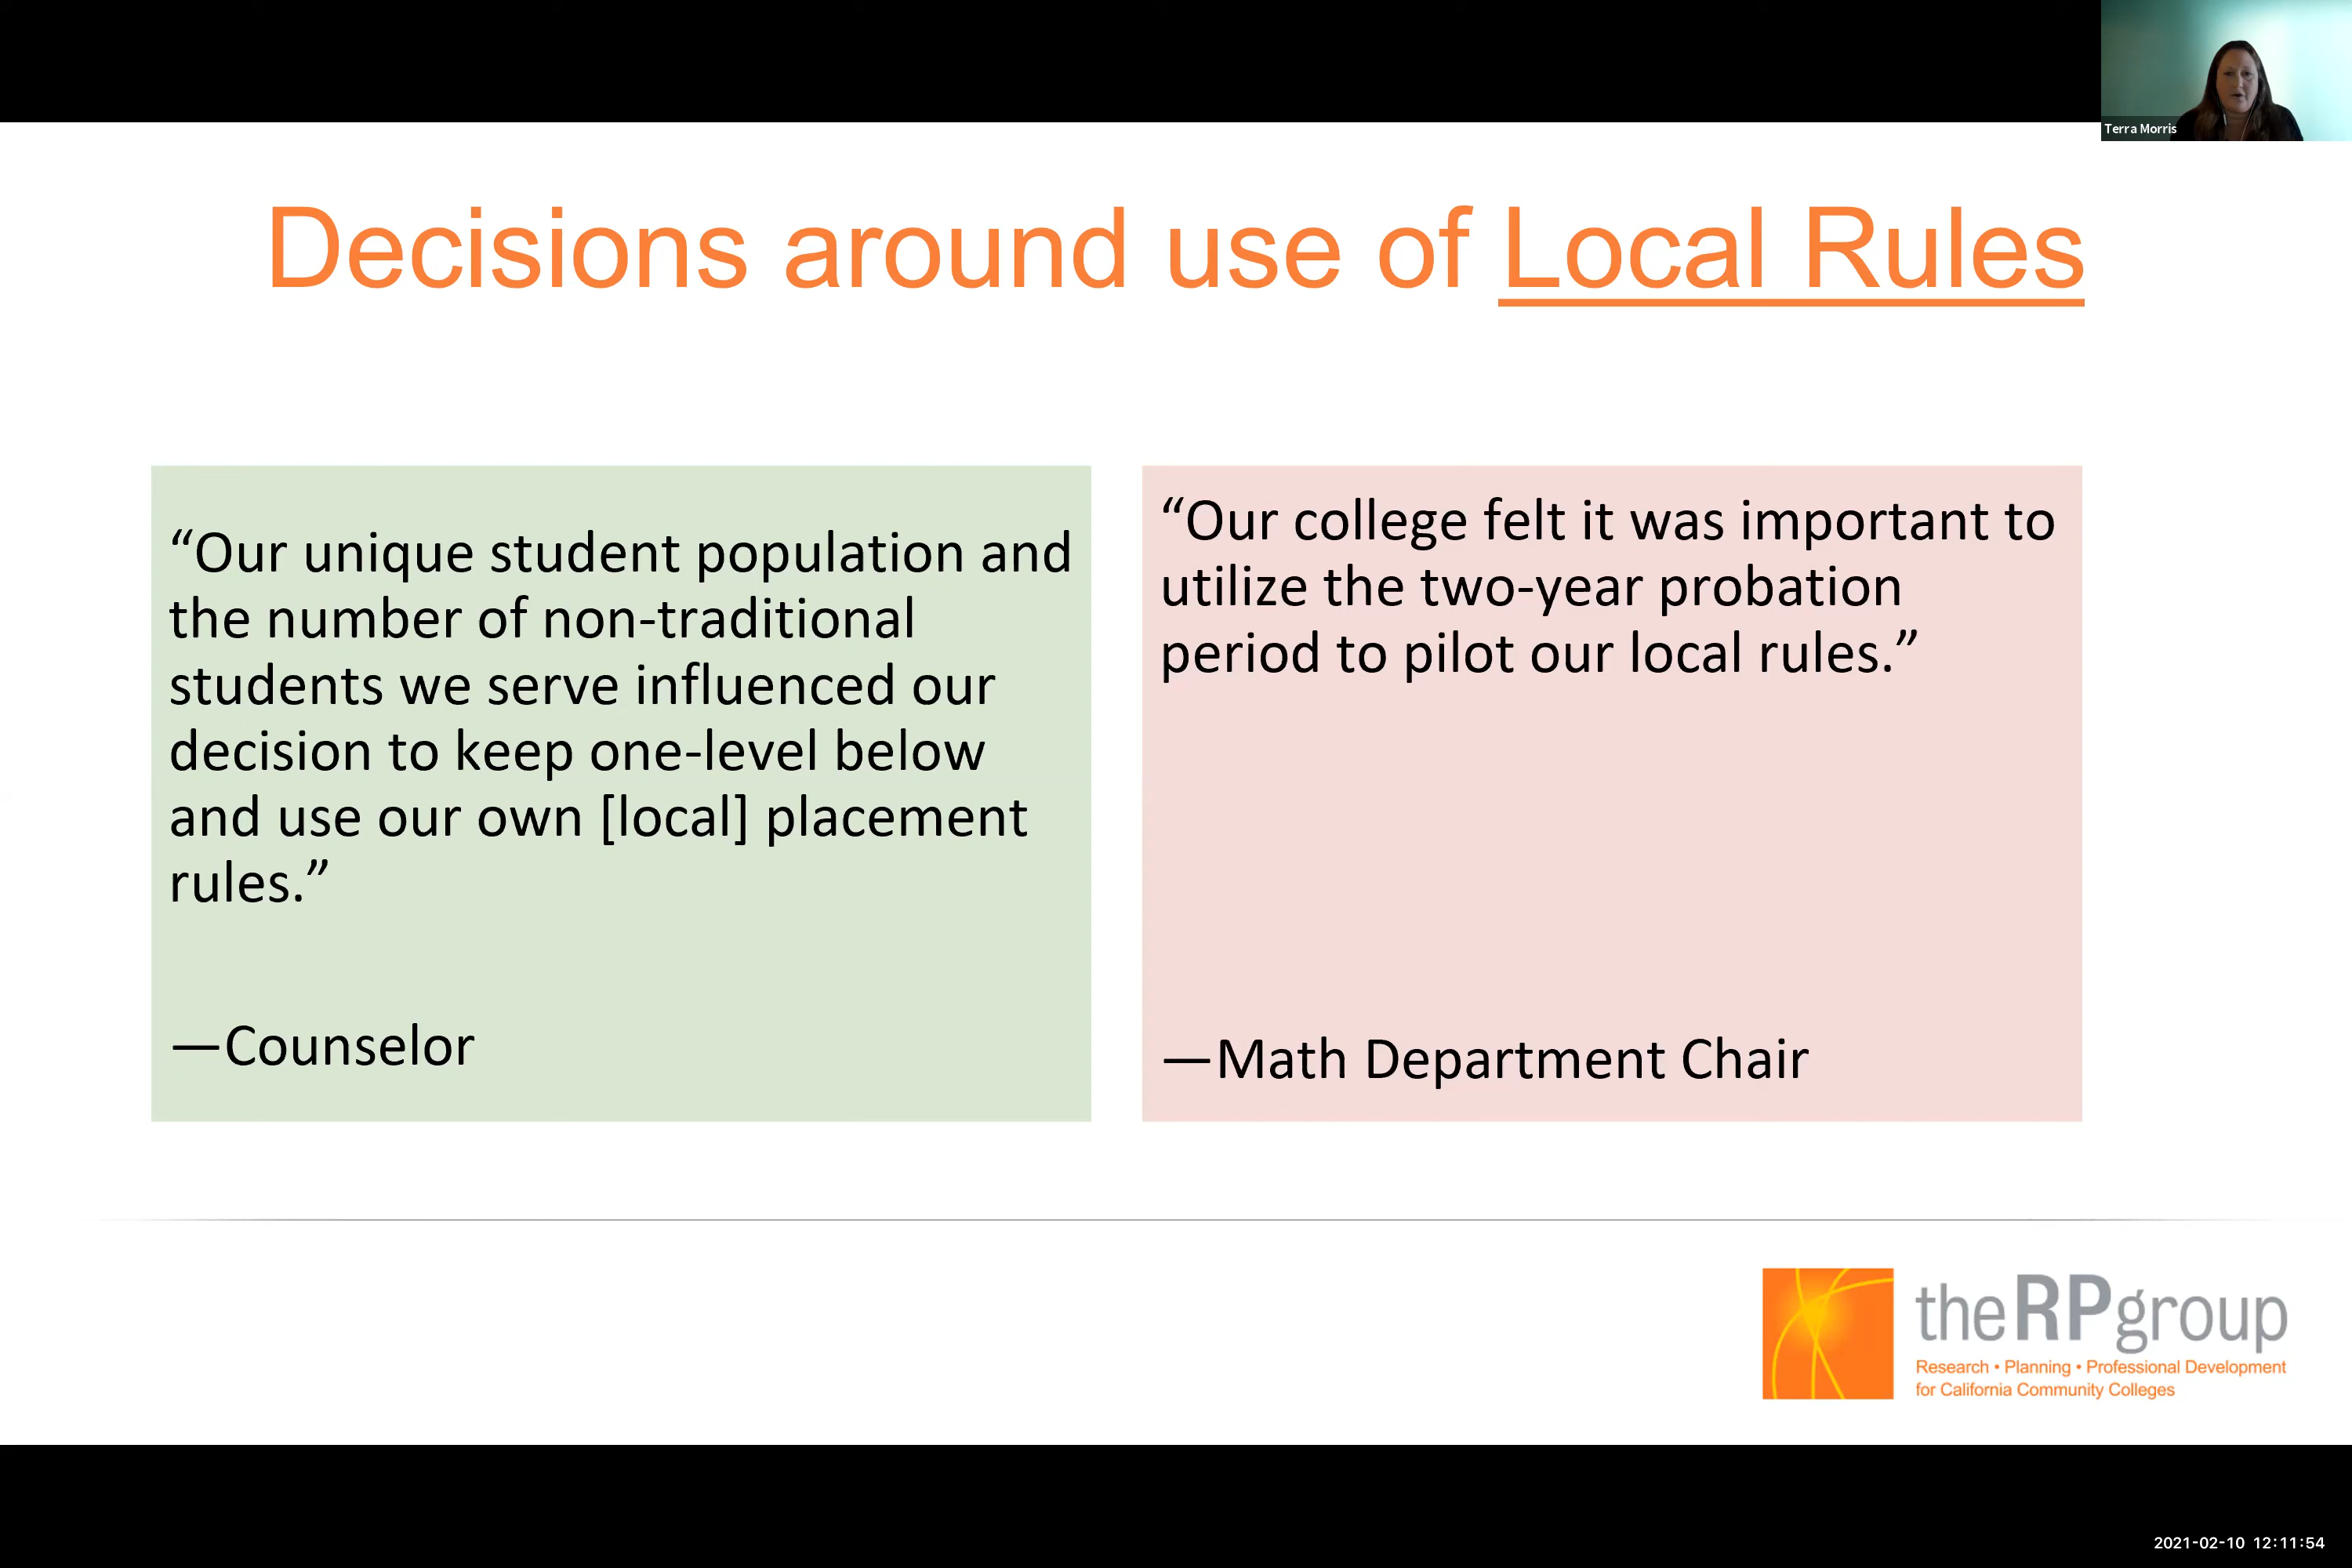 Terra Morris
Decisions around use of Local Rules
“Our unique student population and
the number of non-traditional
students we serve influenced our
decision to keep one-level below
and use our own [local] placement
rules.”
—Counselor
“Our college felt it was important to
utilize the two-year probation
period to pilot our local rules.”
—Math Department Chair
theRPgroup
Research • Planning • Professional Development
for California Community Colleges
2021-02-10 12:11:54